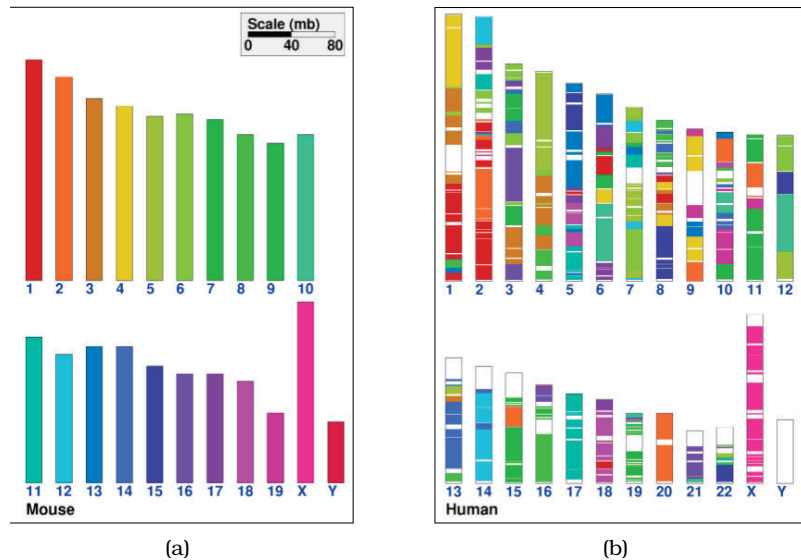 Scale (mb)
0 40 80
1 2 3 4 5 6 7 8 9 10
11 12 13 14 15 16 17 18 19 X Y
Mouse
(a)
1 2 3 4 5 6 7 8 9 10 11 12
13 14 15 16 17 18 19 20 21 22 X Y
Human
(b)